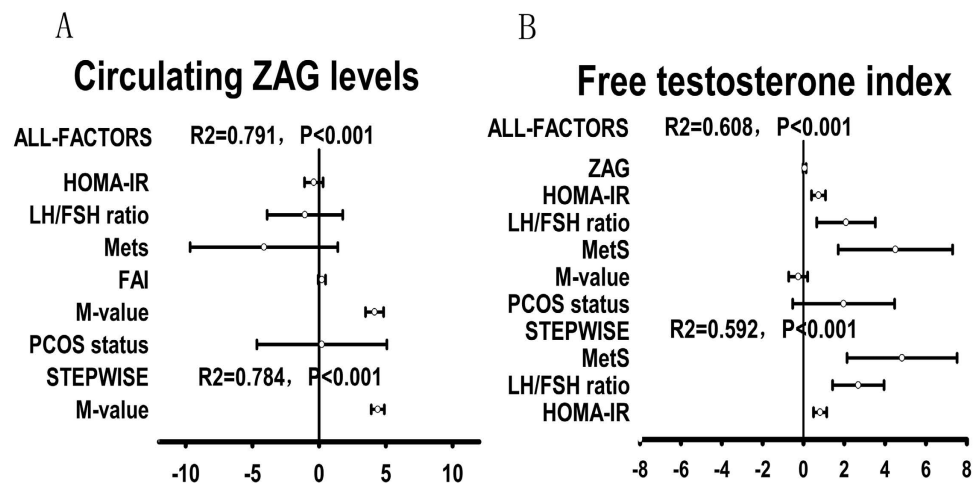 A
Circulating ZAG levels
ALL-FACTORS R2=0.791, P<0.001
HOMA-IR
LH/FSH ratio
Mets
FAI
M-value
PCOS status
STEPWISE R2=0.784, P<0.001
M-value
-10 -5 0 5 10
B
Free testosterone index
ALL-FACTORS R2=0.608, P<0.001
ZAG
HOMA-IR
LH/FSH ratio
MetS
M-value
PCOS status
STEPWISE R2=0.592, P<0.001
MetS
LH/FSH ratio
HOMA-IR
-8 -6 -4 -2 0 2 4 6 8